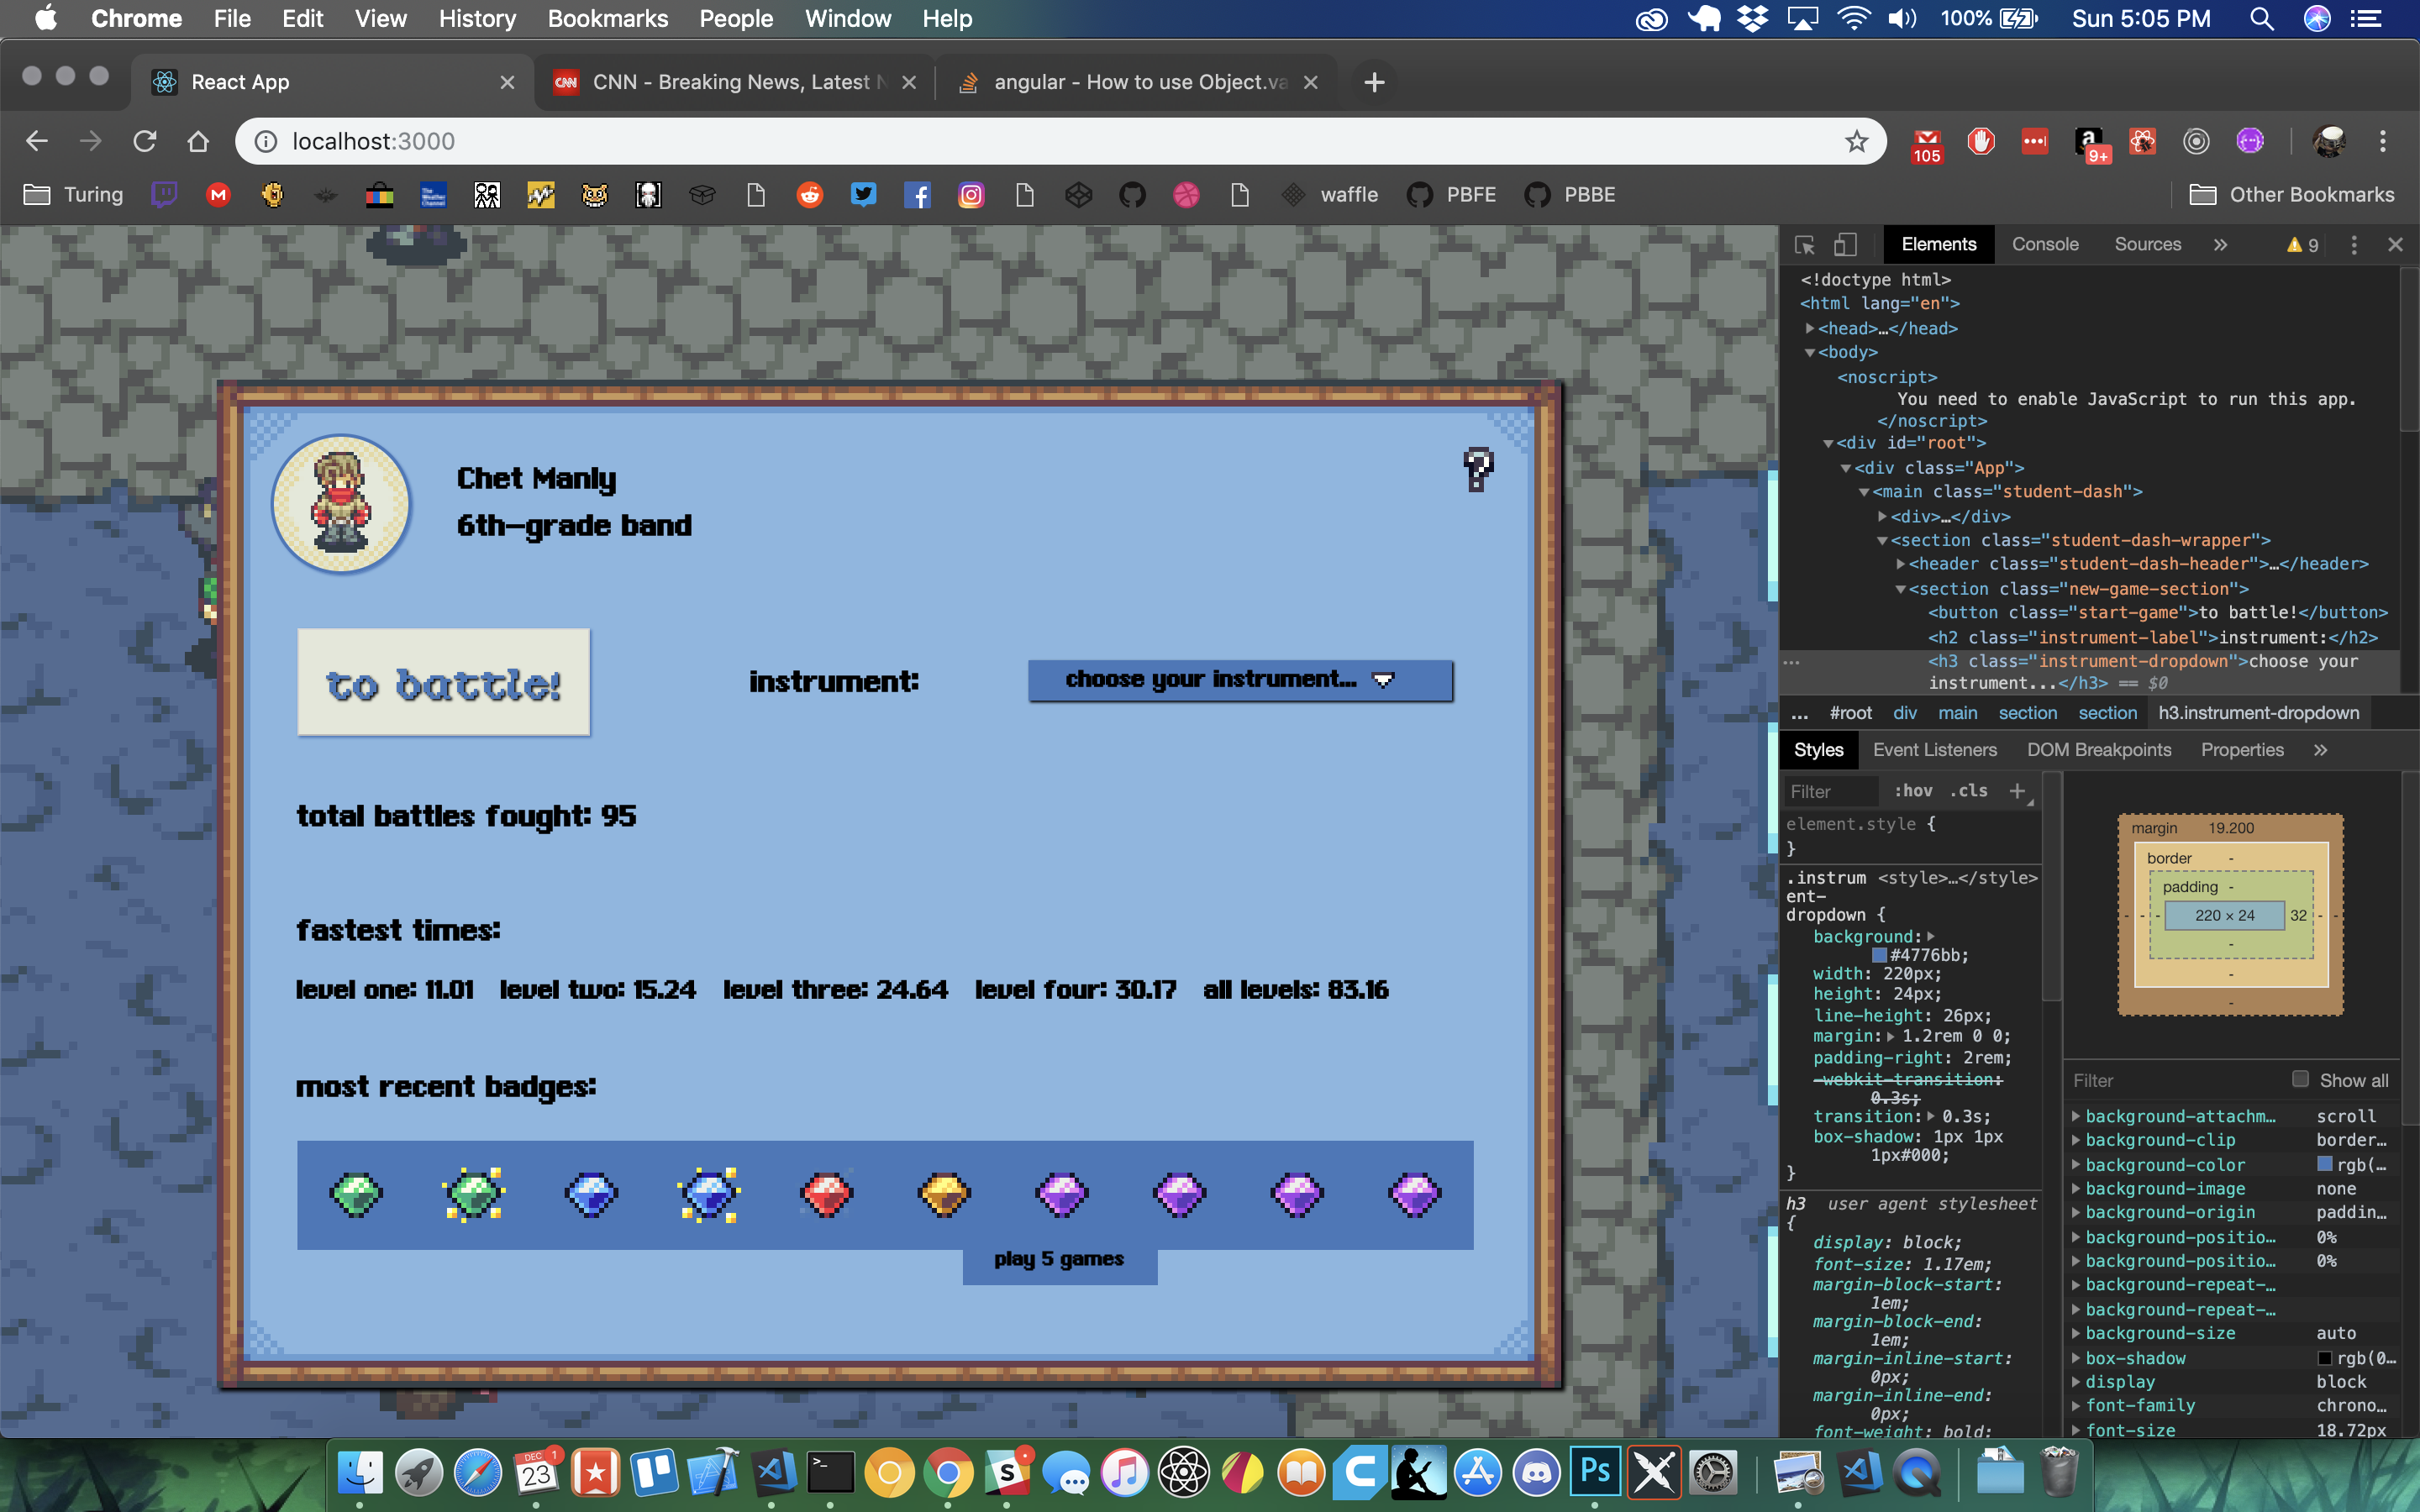 Chrome File Edit View History Bookmarks People Window Help 100% Sun 5:05 PM
React App CNN - Breaking News, Latest N angular - How to use Object.va
localhost:3000
105 9+
Turing waffle PBFE PBBE Other Bookmarks
Chet Manly
6th-grade band
to battle! instrument: choose your instrument...
total battles fought: 95
fastest times:
level one: 11.01 level two: 15.24 level three: 24.64 level four: 30.17 all levels: 83.16
most recent badges:
play 5 games
Elements Console Sources » 9
<!doctype html>
<html lang="en">
<head>…</head>
<body>
<noscript>
You need to enable JavaScript to run this app.
</noscript>
<div id="root">
<div class="App">
<main class="student-dash">
<div>…</div>
<section class="student-dash-wrapper">
<header class="student-dash-header">…</header>
<section class="new-game-section">
<button class="start-game">to battle!</button>
<h2 class="instrument-label">instrument:</h2>
<h3 class="instrument-dropdown">choose your
instrument...</h3> == $0
... #root div main section section h3.instrument-dropdown
Styles Event Listeners DOM Breakpoints Properties »
Filter :hov .cls +
element.style {
}
.instrum <style>…</style>
ent-
dropdown {
background:
#4776bb;
width: 220px;
height: 24px;
line-height: 26px;
margin: 1.2rem 0 0;
padding-right: 2rem;
-webkit-transition:
0.3s;
transition: 0.3s;
box-shadow: 1px 1px
1px#000;
}
h3 user agent stylesheet
{
display: block;
font-size: 1.17em;
margin-block-start:
1em;
margin-block-end:
1em;
margin-inline-start:
0px;
margin-inline-end:
0px;
font-weight: bold;
margin 19.200
border -
padding -
- - - 220 × 24 32 - -
-
-
-
Filter Show all
background-attachm… scroll
background-clip border…
background-color rgb(…
background-image none
background-origin paddin…
background-positio… 0%
background-positio… 0%
background-repeat-…
background-repeat-…
background-size auto
box-shadow rgb(0…
display block
font-family chrono…
font-size 18.72px
DEC 1
23
Ps